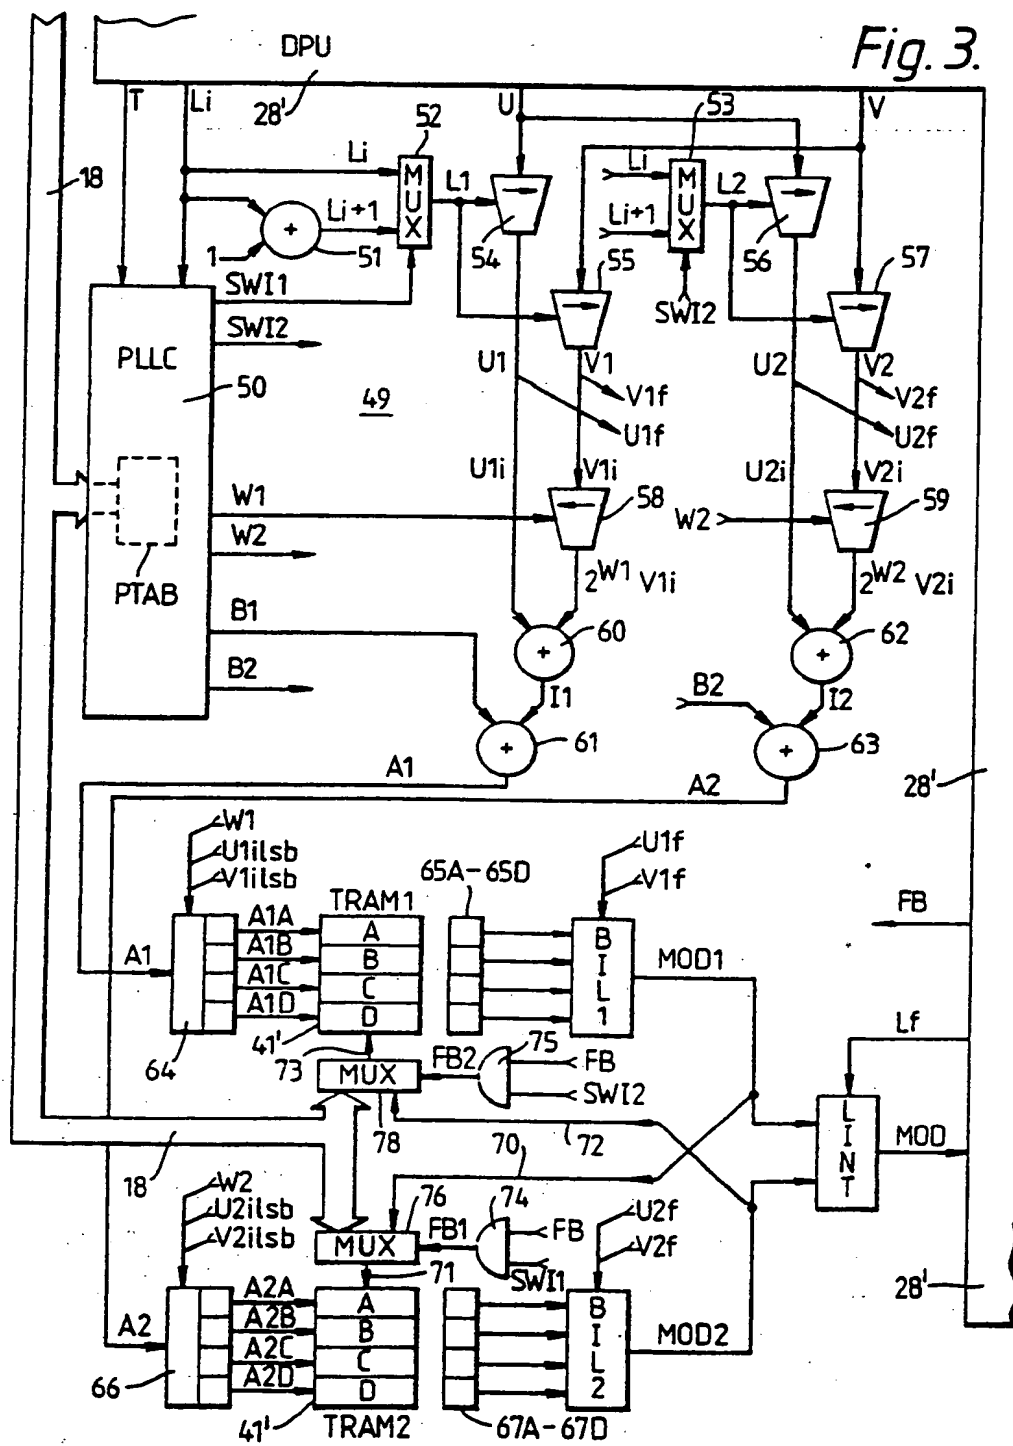 DPU
Fig. 3.
28'
T
Li
U
V
52
53
18
Li
MUX
L1
Li
MUX
L2
Li+1
Li+1
1
+
51
54
55
56
57
SWI1
SWI2
SWI2
PLLC
50
49
U1
V1
V1f
U1f
U2
V2
V2f
U2f
U1i
V1i
U2i
V2i
W1
58
W2
59
W2
PTAB
2W1 V1i
2W2 V2i
B1
+
60
+
62
B2
I1
B2
I2
+
61
+
63
A1
A2
28'
W1
U1ilsb
V1ilsb
65A-65D
U1f
V1f
TRAM1
FB
A1
A1A
A
A1B
B
A1C
C
A1D
D
BIL1
MOD1
64
41'
73
MUX
FB2
75
FB
SWI2
Lf
78
72
LINT
MOD
18
70
W2
U2ilsb
V2ilsb
76
74
MUX
FB1
FB
SWI1
U2f
V2f
71
28'
A2
A2A
A
A2B
B
A2C
C
A2D
D
BIL2
MOD2
66
41'
TRAM2
67A-67D